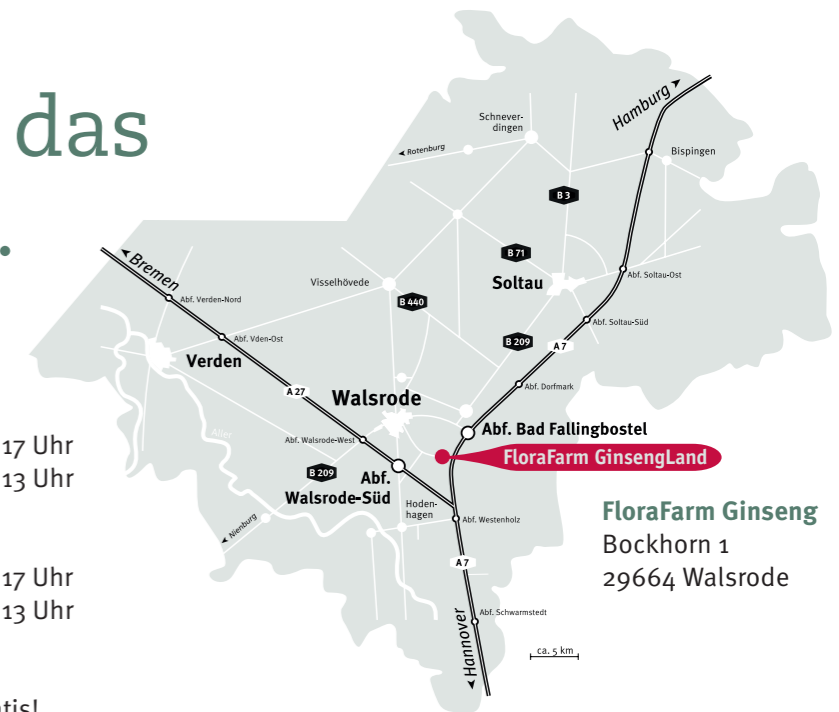 das
.
17 Uhr
13 Uhr
17 Uhr
13 Uhr
Hamburg
Schnever-
dingen
Rotenburg
Bispingen
B 3
B 71
Bremen
Visselhövede
Soltau
Abf. Soltau-Ost
Abf. Verden-Nord
B 440
Abf. Soltau-Süd
Abf. Vden-Ost
B 209
A 7
Verden
Abf. Dorfmark
A 27
Walsrode
Aller
Abf. Bad Fallingbostel
Abf. Walsrode-West
FloraFarm GinsengLand
B 209
Abf.
Walsrode-Süd
Hoden-
hagen
Nienburg
Abf. Westenholz
A 7
Abf. Schwarmstedt
Hannover
ca. 5 km
FloraFarm Ginseng
Bockhorn 1
29664 Walsrode